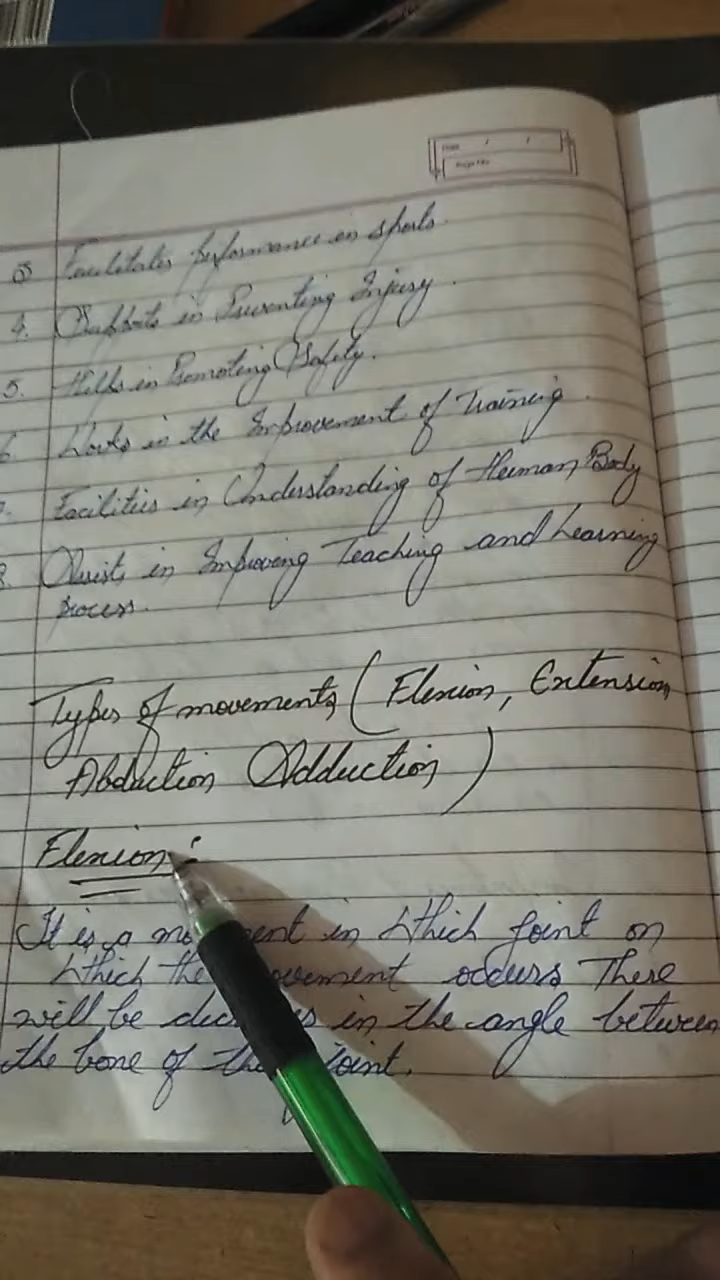 3 Facilitates performance in sports.
4. Supports in Preventing Injury.
5. Helps in Promoting Safety.
6. Works in the Improvement of Training.
7. Facilities in Understanding of Human Body
8. Assists in Improving Teaching and Learning
process.
Types of movements (Flexion, Extension,
Abduction Adduction)
Flexion:
It is a movement in which joint on
which the movement occurs There
will be in the angle between
the bone of joint.